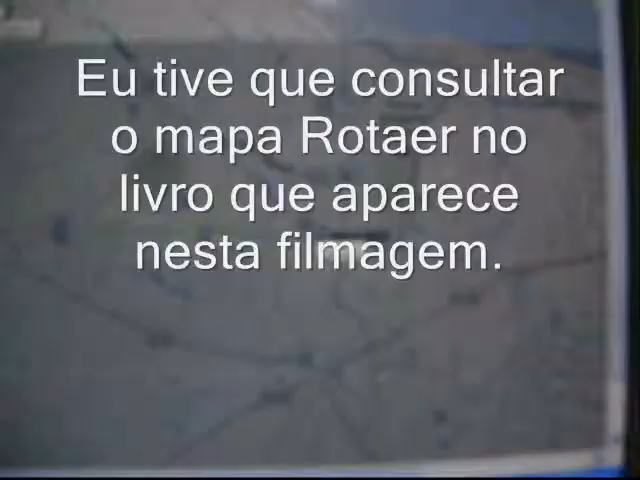 Eu tive que consultar
o mapa Rotaer no
livro que aparece
nesta filmagem.